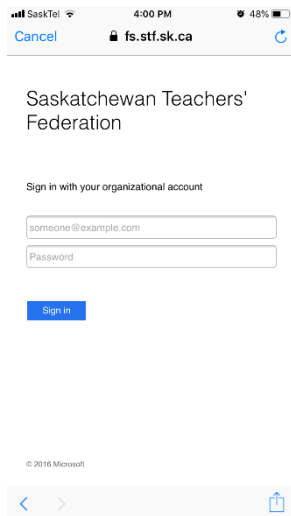 SaskTel 4:00 PM 48%
Cancel fs.stf.sk.ca
Saskatchewan Teachers'
Federation
Sign in with your organizational account
someone@example.com
Password
Sign in
© 2016 Microsoft